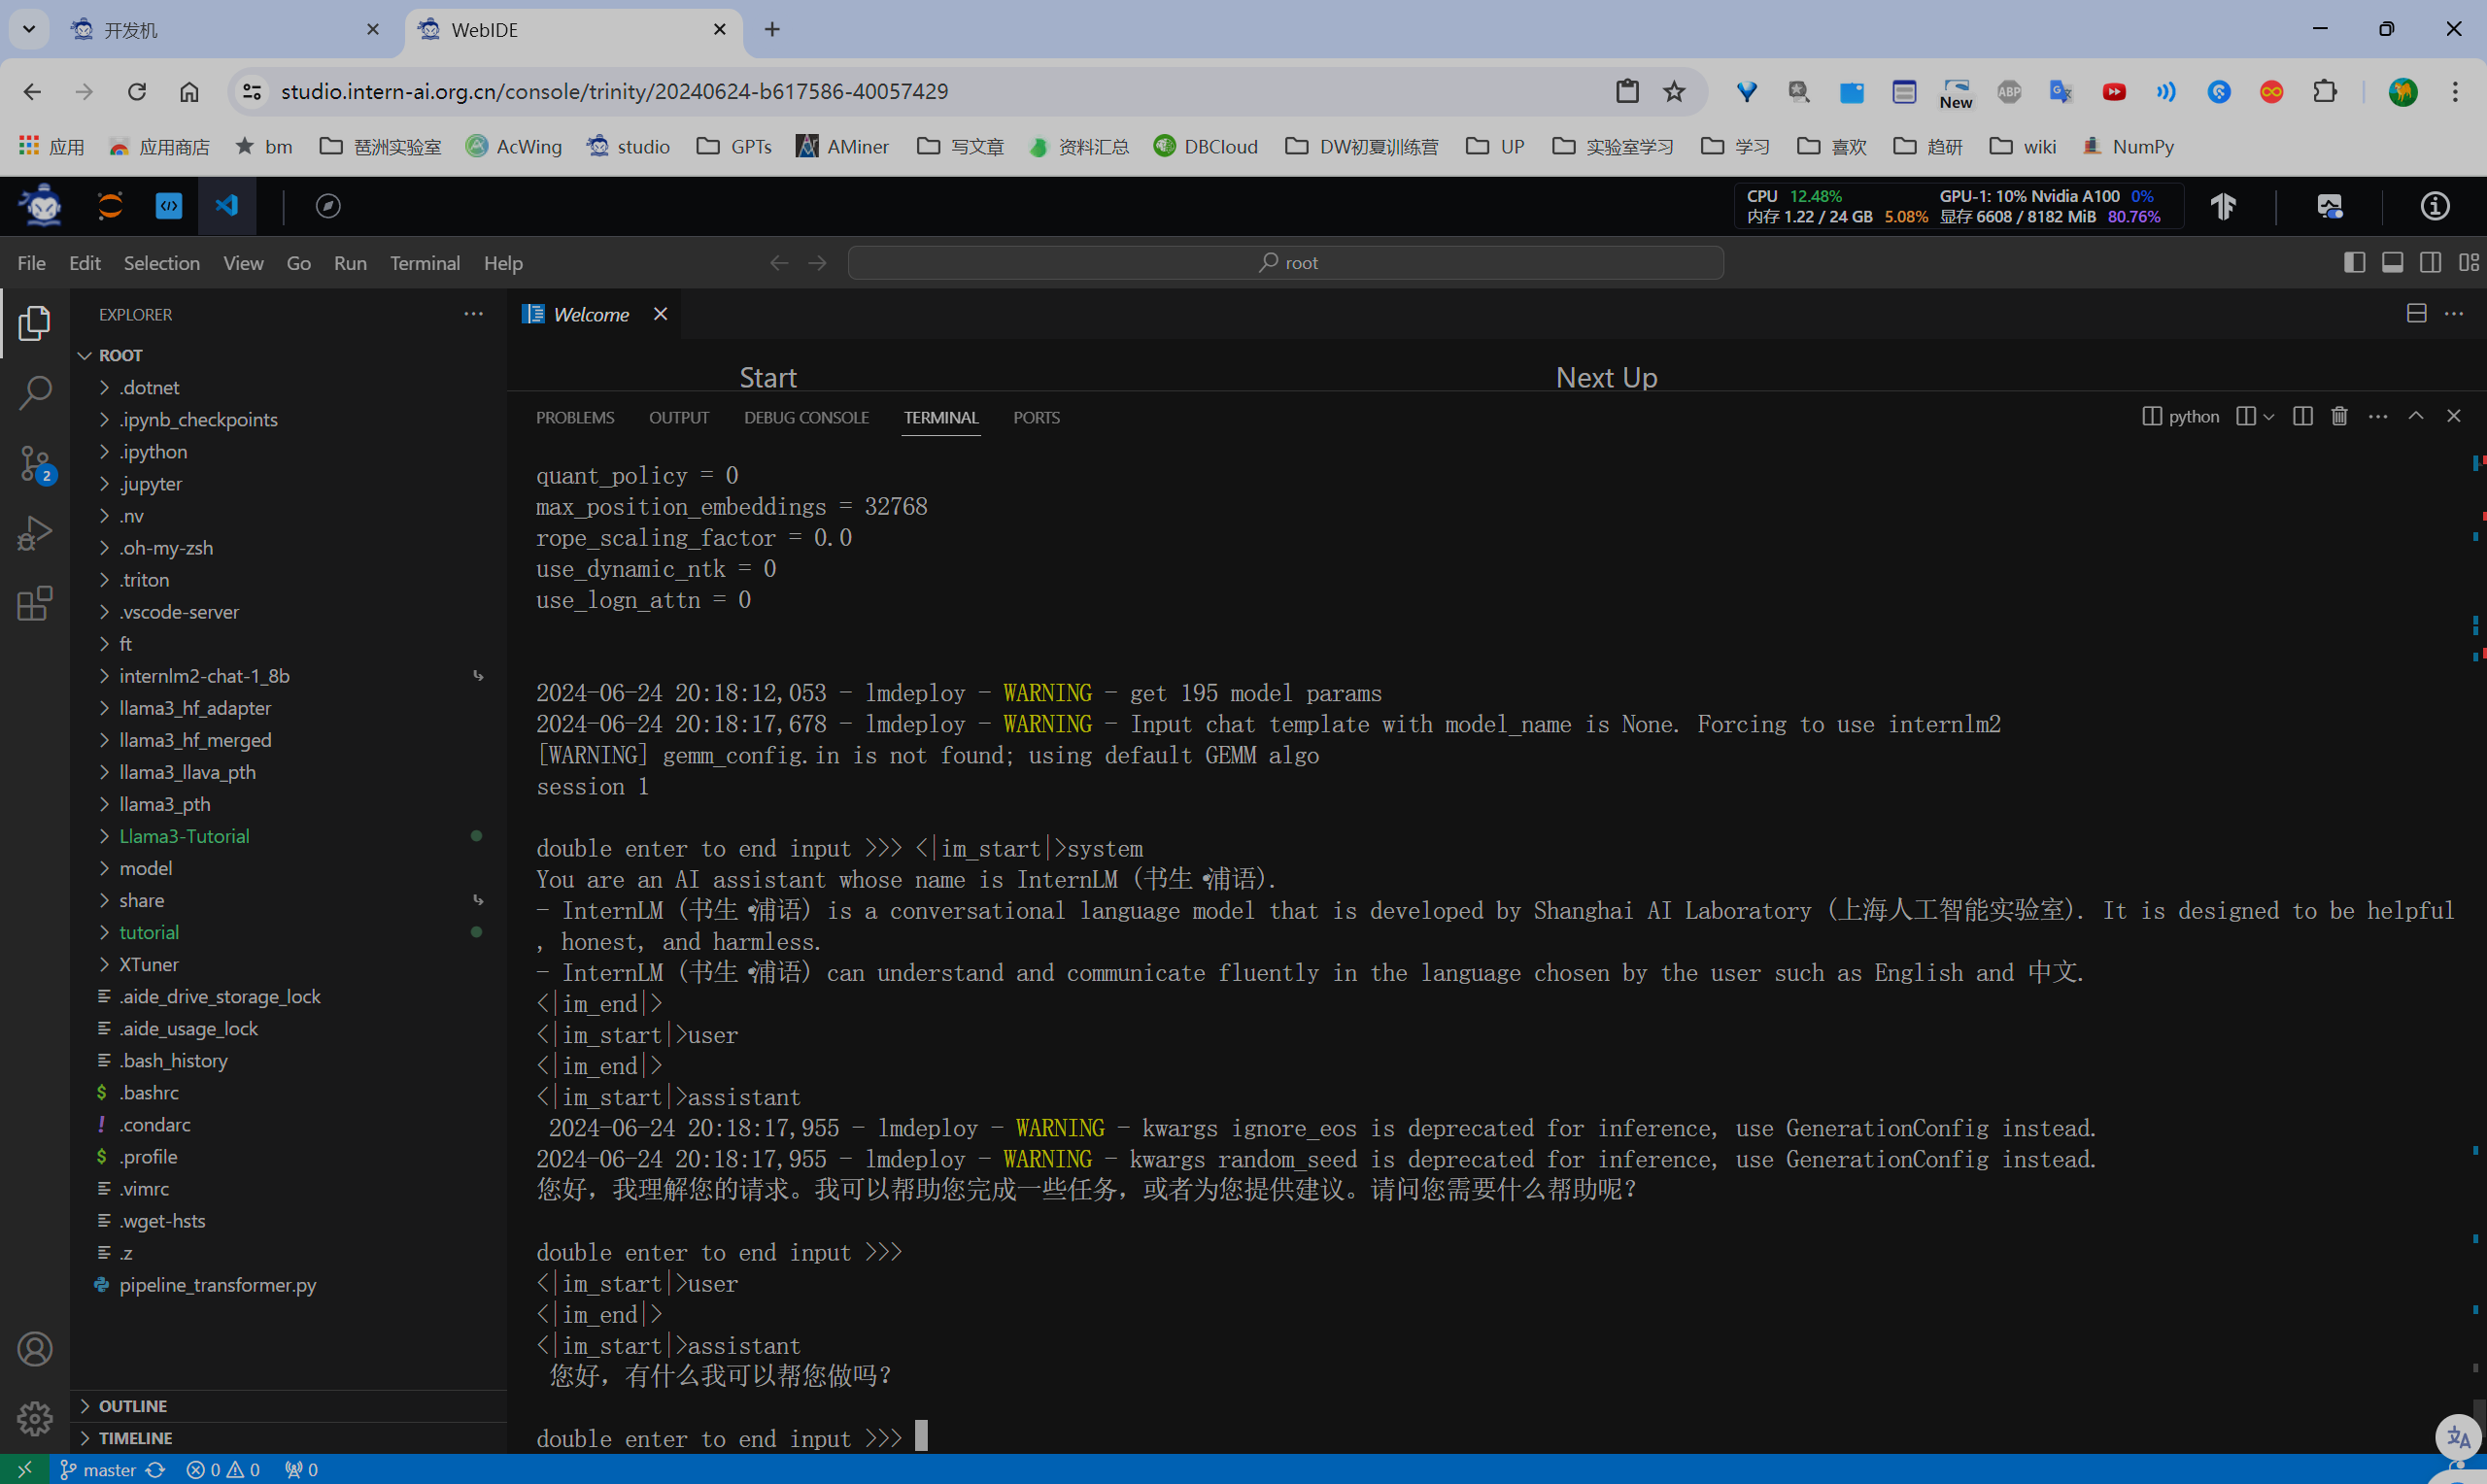 开发机
WebIDE
studio.intern-ai.org.cn/console/trinity/20240624-b617586-40057429
New
ABP
应用
应用商店
bm
琶洲实验室
AcWing
studio
GPTs
AMiner
写文章
资料汇总
DBCloud
DW初夏训练营
UP
实验室学习
学习
喜欢
趋研
wiki
NumPy
CPU 12.48% GPU-1: 10% Nvidia A100 0%
内存 1.22 / 24 GB 5.08% 显存 6608 / 8182 MiB 80.76%
File Edit Selection View Go Run Terminal Help
root
EXPLORER
Welcome
ROOT
.dotnet
.ipynb_checkpoints
.ipython
.jupyter
.nv
.oh-my-zsh
.triton
.vscode-server
ft
internlm2-chat-1_8b
llama3_hf_adapter
llama3_hf_merged
llama3_llava_pth
llama3_pth
Llama3-Tutorial
model
share
tutorial
XTuner
.aide_drive_storage_lock
.aide_usage_lock
.bash_history
.bashrc
.condarc
.profile
.vimrc
.wget-hsts
.z
pipeline_transformer.py
OUTLINE
TIMELINE
2
Start Next Up
PROBLEMS OUTPUT DEBUG CONSOLE TERMINAL PORTS
python
quant_policy = 0
max_position_embeddings = 32768
rope_scaling_factor = 0.0
use_dynamic_ntk = 0
use_logn_attn = 0
2024-06-24 20:18:12,053 - lmdeploy - WARNING - get 195 model params
2024-06-24 20:18:17,678 - lmdeploy - WARNING - Input chat template with model_name is None. Forcing to use internlm2
[WARNING] gemm_config.in is not found; using default GEMM algo
session 1
double enter to end input >>> <|im_start|>system
You are an AI assistant whose name is InternLM (书生·浦语).
- InternLM (书生·浦语) is a conversational language model that is developed by Shanghai AI Laboratory (上海人工智能实验室). It is designed to be helpful
, honest, and harmless.
- InternLM (书生·浦语) can understand and communicate fluently in the language chosen by the user such as English and 中文.
<|im_end|>
<|im_start|>user
<|im_end|>
<|im_start|>assistant
2024-06-24 20:18:17,955 - lmdeploy - WARNING - kwargs ignore_eos is deprecated for inference, use GenerationConfig instead.
2024-06-24 20:18:17,955 - lmdeploy - WARNING - kwargs random_seed is deprecated for inference, use GenerationConfig instead.
您好，我理解您的请求。我可以帮助您完成一些任务，或者为您提供建议。请问您需要什么帮助呢？
double enter to end input >>>
<|im_start|>user
<|im_end|>
<|im_start|>assistant
您好，有什么我可以帮您做吗？
double enter to end input >>>
master 0 0 0